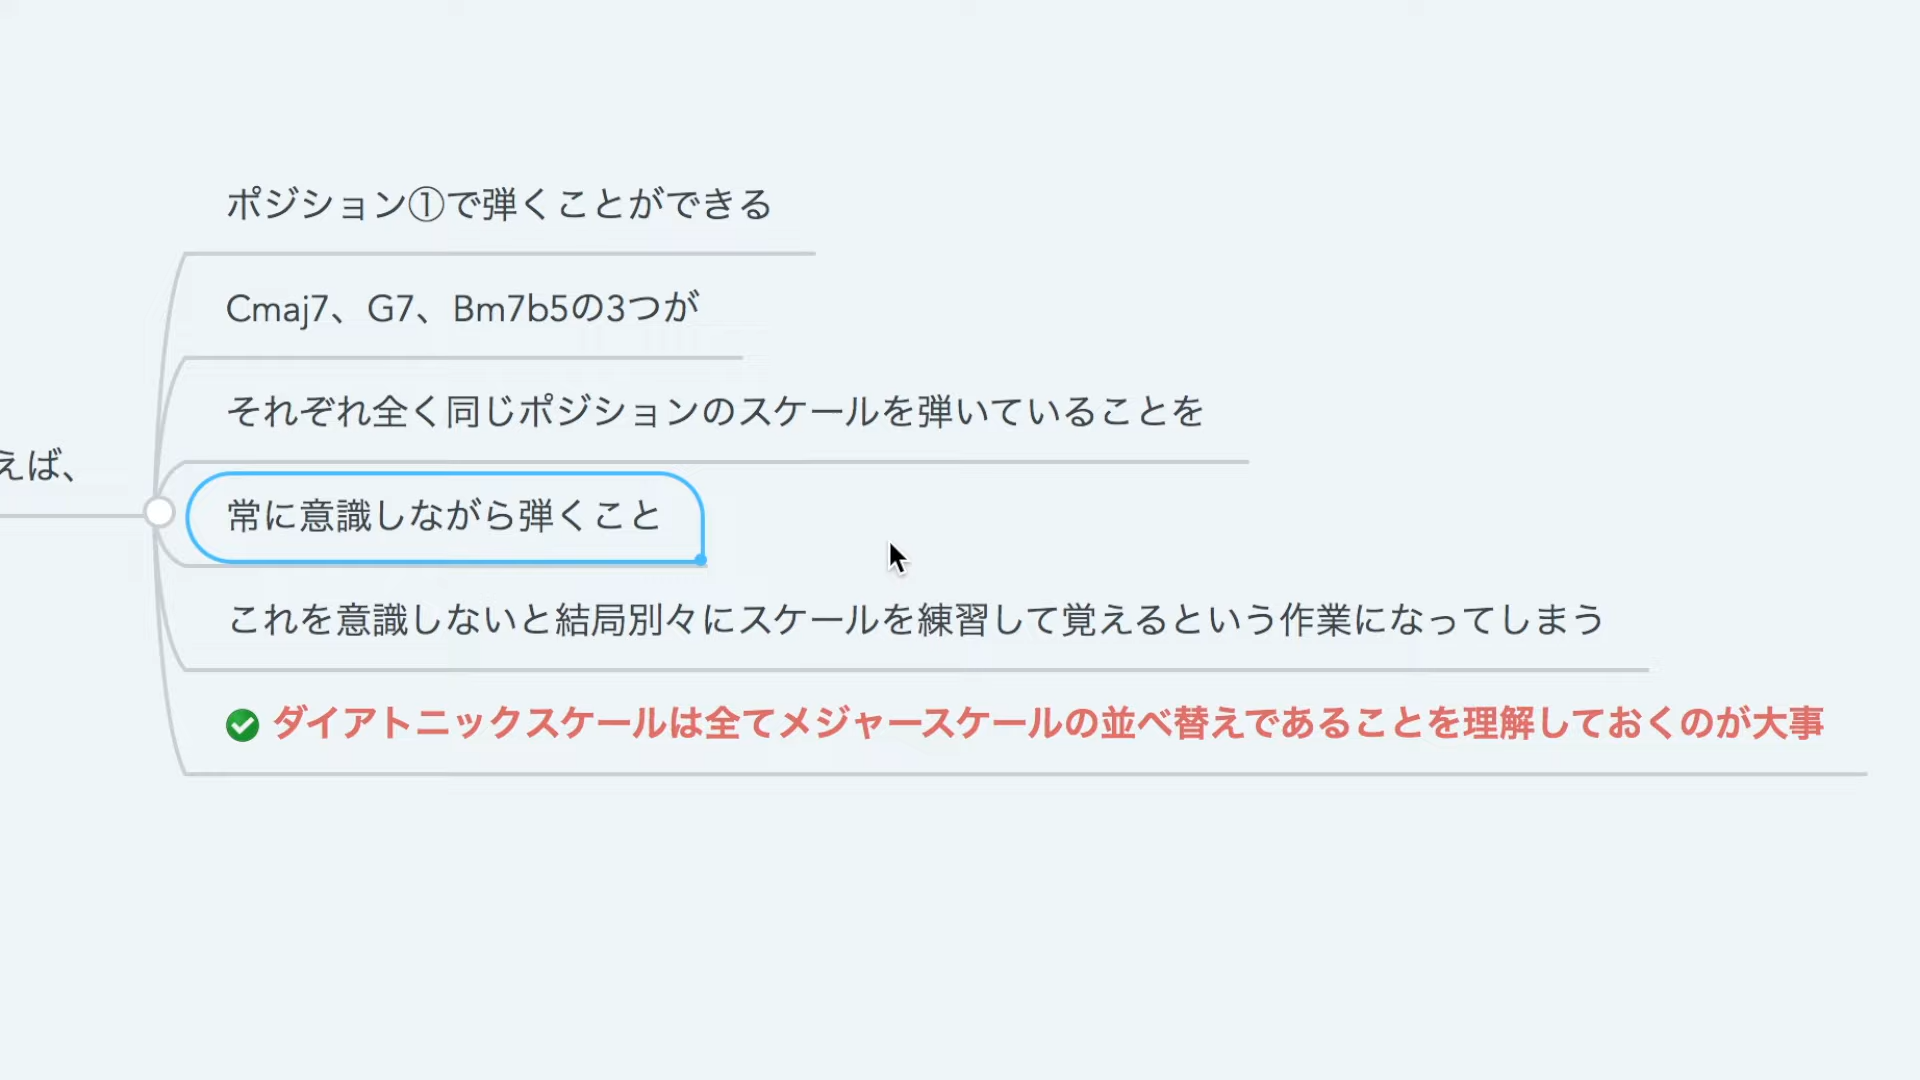 ポジション①で弾くことができる
Cmaj7、G7、Bm7b5の3つが
それぞれ全く同じポジションのスケールを弾いていることを
えば、
常に意識しながら弾くこと
これを意識しないと結局別々にスケールを練習して覚えるという作業になってしまう
ダイアトニックスケールは全てメジャースケールの並べ替えであることを理解しておくのが大事